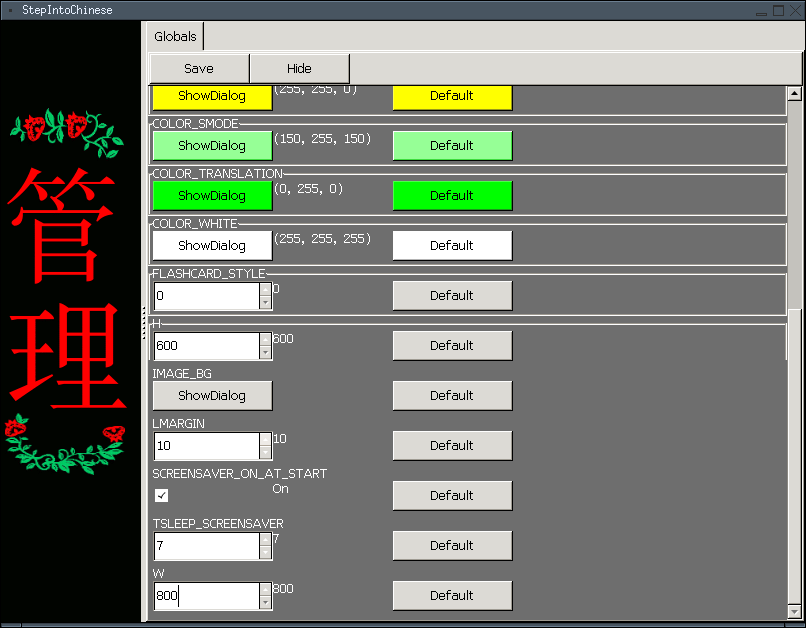 StepIntoChinese
管
理
Globals
Save Hide
ShowDialog (255, 255, 0) Default
COLOR_SMODE
ShowDialog (150, 255, 150) Default
COLOR_TRANSLATION
ShowDialog (0, 255, 0) Default
COLOR_WHITE
ShowDialog (255, 255, 255) Default
FLASHCARD_STYLE
0 0 Default
H
600 600 Default
IMAGE_BG
ShowDialog Default
LMARGIN
10 10 Default
SCREENSAVER_ON_AT_START
On Default
TSLEEP_SCREENSAVER
7 7 Default
W
800 800 Default